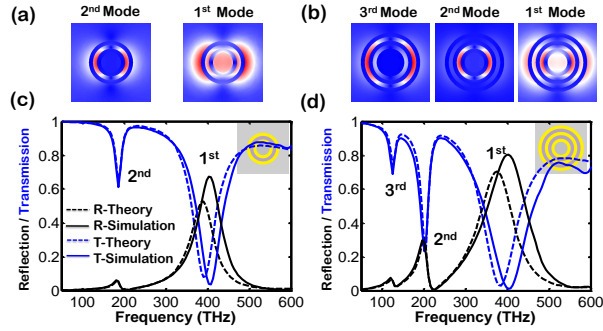 (a)
2nd Mode
1st Mode
(b)
3rd Mode
2nd Mode
1st Mode
(c)
Reflection / Transmission
1
0.8
0.6
0.4
0.2
0
2nd
1st
R-Theory
R-Simulation
T-Theory
T-Simulation
100
200
300
400
500
600
Frequency (THz)
(d)
Reflection / Transmission
1
0.8
0.6
0.4
0.2
0
3rd
2nd
1st
100
200
300
400
500
600
Frequency (THz)